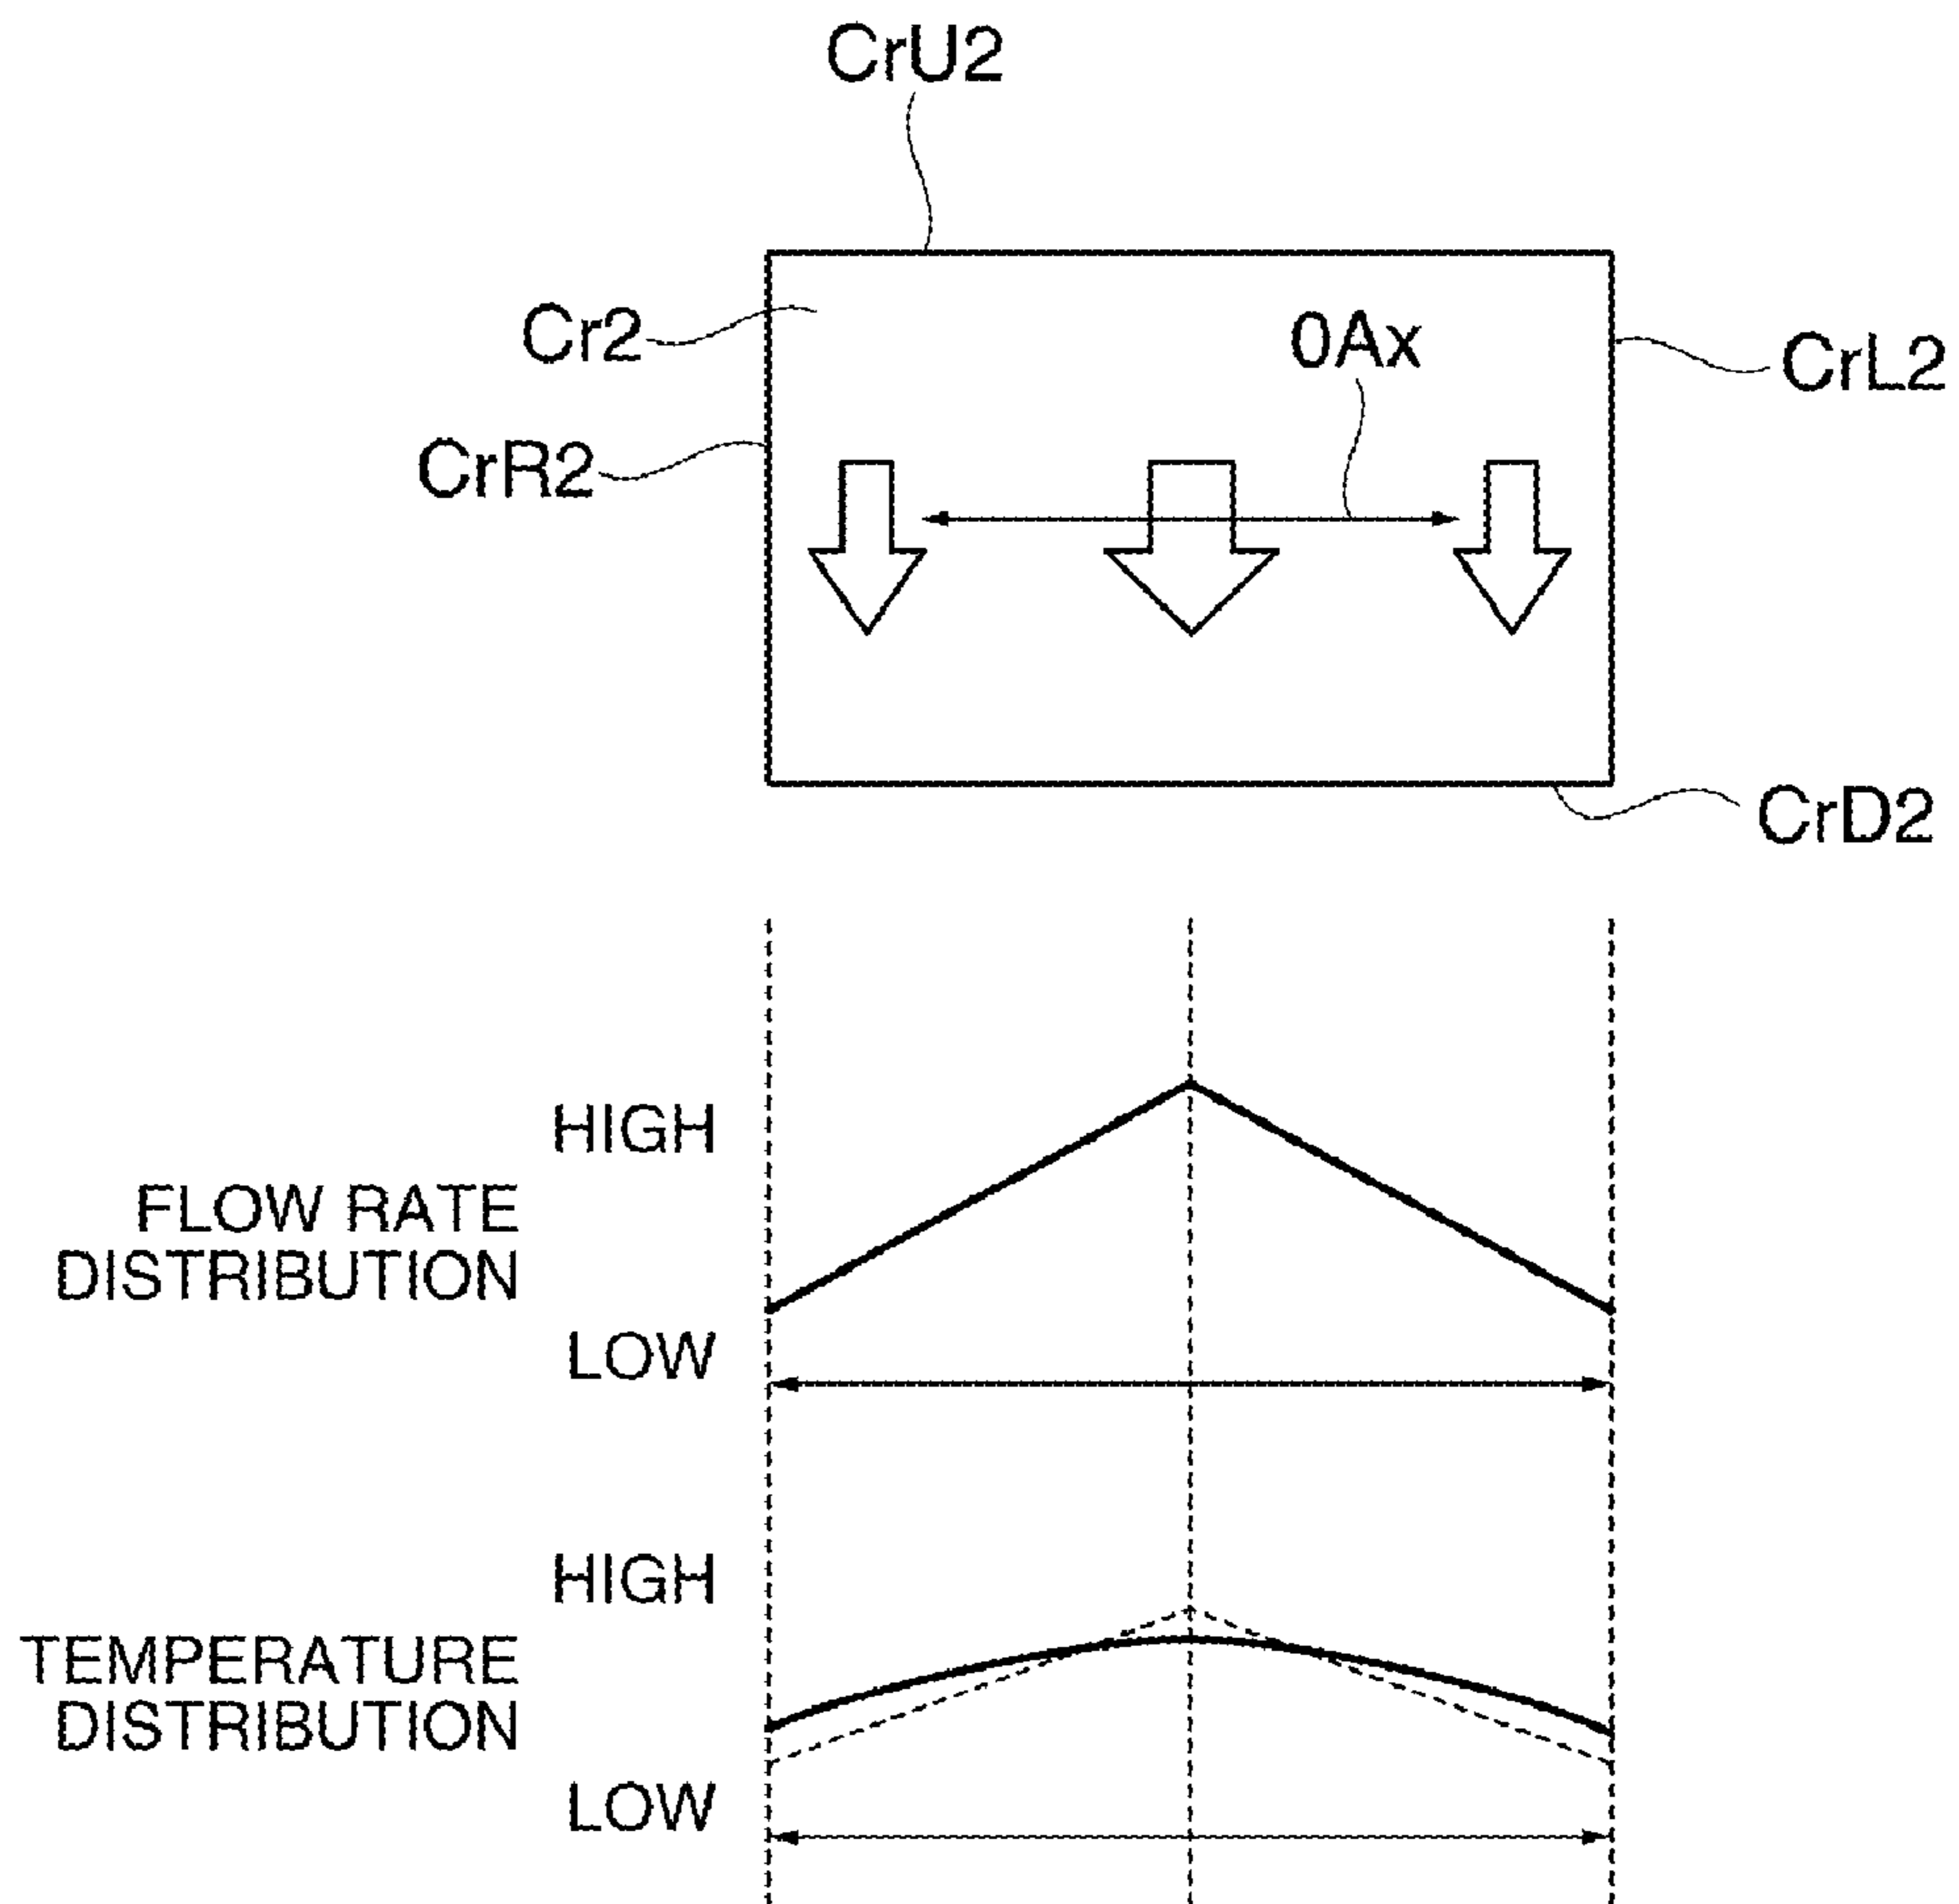 CrU2
Cr2
0Ax
CrL2
CrR2
CrD2
HIGH
FLOW RATE
DISTRIBUTION
LOW
HIGH
TEMPERATURE
DISTRIBUTION
LOW